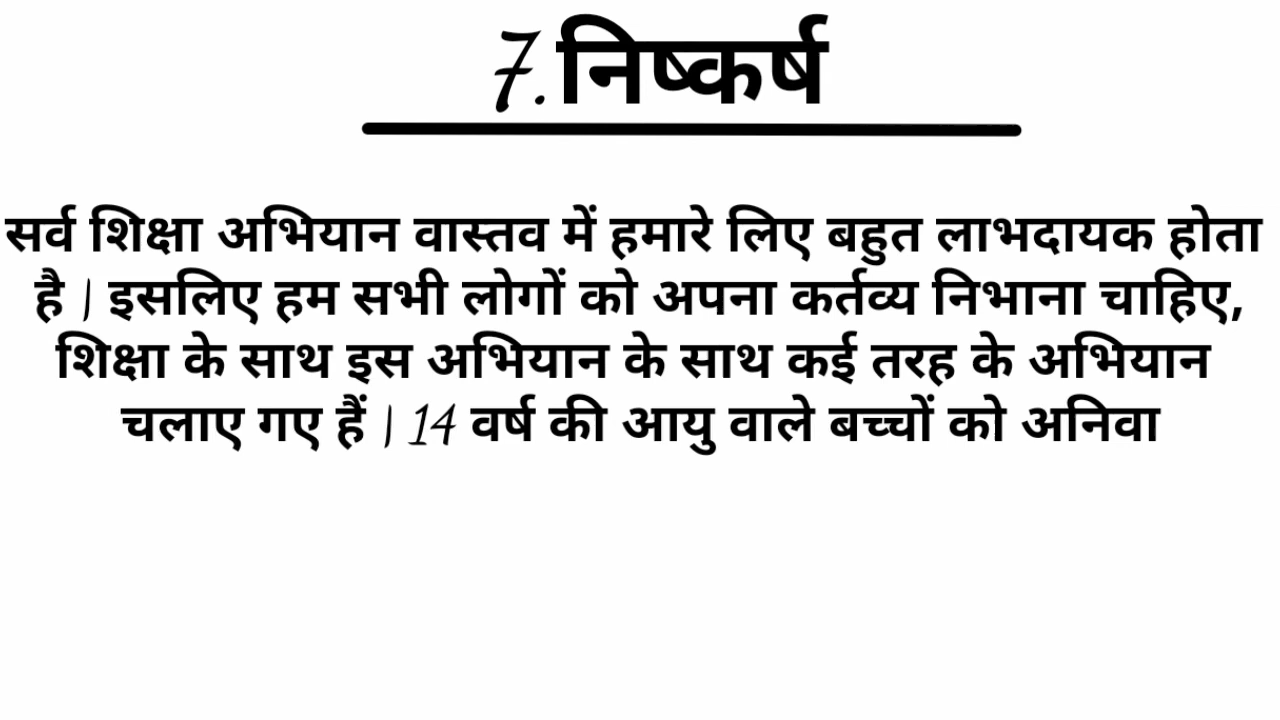 7.निष्कर्ष
सर्व शिक्षा अभियान वास्तव में हमारे लिए बहुत लाभदायक होता
है | इसलिए हम सभी लोगों को अपना कर्तव्य निभाना चाहिए,
शिक्षा के साथ इस अभियान के साथ कई तरह के अभियान
चलाए गए हैं | 14 वर्ष की आयु वाले बच्चों को अनिवा